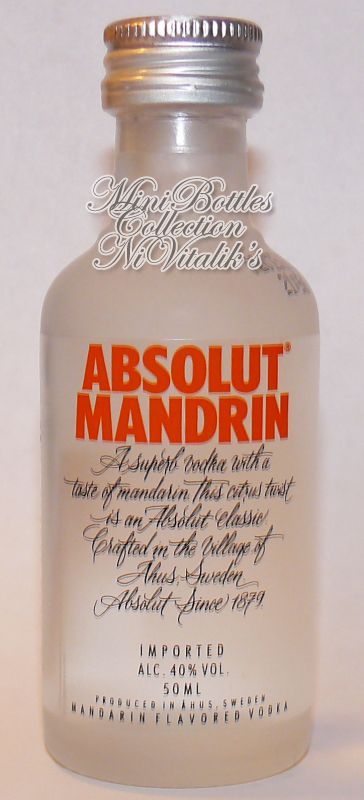 MiniBottles
Collection
NiVitalik's
ABSOLUT®
MANDRIN
A superb vodka with a
taste of mandarin. This citrus twist
is an Absolut classic
Crafted in the village of
Åhus, Sweden
Absolut Since 1879.
IMPORTED
ALC. 40% VOL.
50 ML
PRODUCED IN ÅHUS, SWEDEN
MANDARIN FLAVORED VODKA